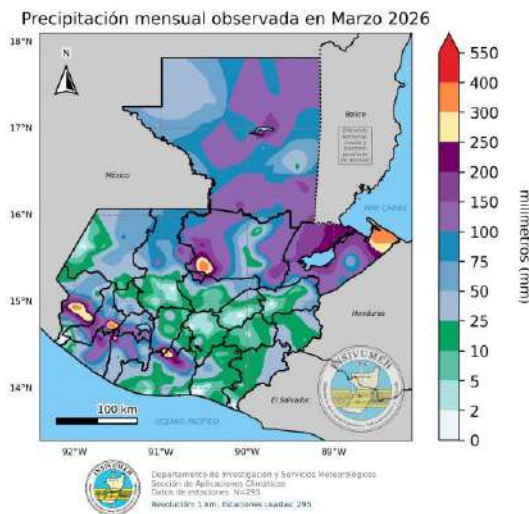 Precipitación mensual observada en Marzo 2026
18°N
17°N
16°N
15°N
14°N
92°W
91°W
90°W
89°W
N
México
Belice
MAR CARIBE
Honduras
El Salvador
OCEANO PACIFICO
100 km
INSIVUMEH
550
400
300
250
200
150
100
75
50
25
10
5
2
0
milímetros (mm)
INSIVUMEH
Departamento de Investigación y Servicios Meteorológicos
Sección de Aplicaciones Climáticas
Datos de estaciones N=295
Resolución: 1 km. Estaciones usadas: 295